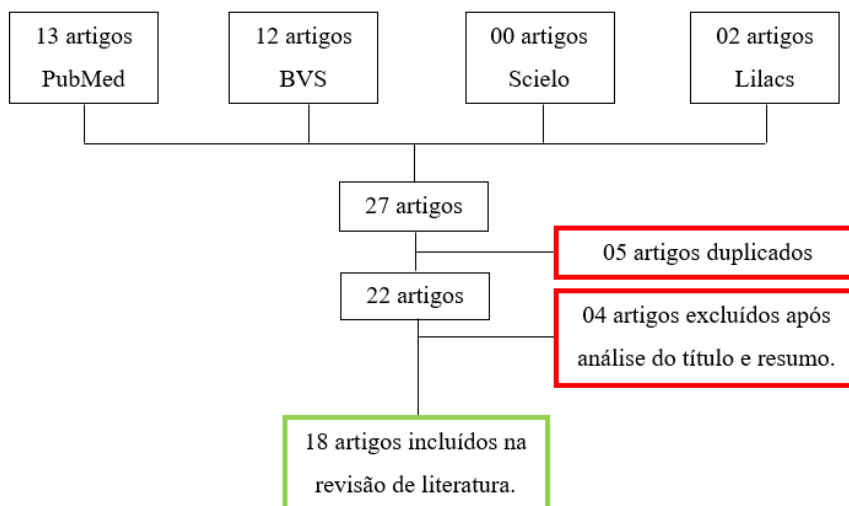 13 artigos
PubMed
12 artigos
BVS
00 artigos
Scielo
02 artigos
Lilacs
27 artigos
05 artigos duplicados
22 artigos
04 artigos excluídos após
análise do título e resumo.
18 artigos incluídos na
revisão de literatura.